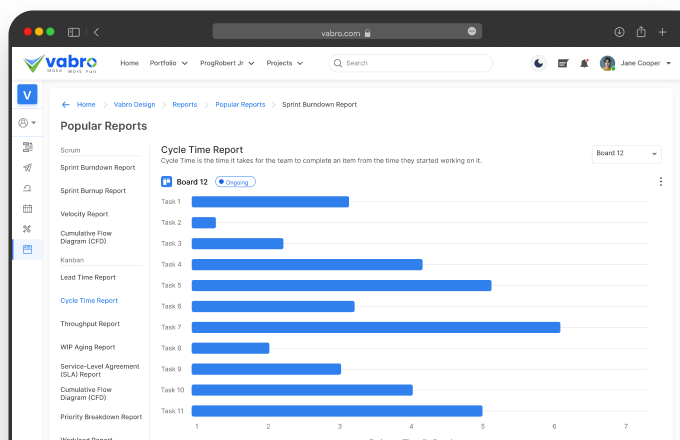 vabro.com
vabro
Make Work Fun
Home Portfolio ProgRobert Jr Projects Search Jane Cooper
V
Home Vabro Design Reports Popular Reports Sprint Burndown Report
Popular Reports
Scrum
Sprint Burndown Report
Sprint Burnup Report
Velocity Report
Cumulative Flow
Diagram (CFD)
Kanban
Lead Time Report
Cycle Time Report
Throughput Report
WIP Aging Report
Service-Level Agreement
(SLA) Report
Cumulative Flow
Diagram (CFD)
Priority Breakdown Report
Workload Report
Cycle Time Report
Cycle Time is the time it takes for the team to complete an item from the time they started working on it.
Board 12
Board 12 Ongoing
Task 1
Task 2
Task 3
Task 4
Task 5
Task 6
Task 7
Task 8
Task 9
Task 10
Task 11
1 2 3 4 5 6 7